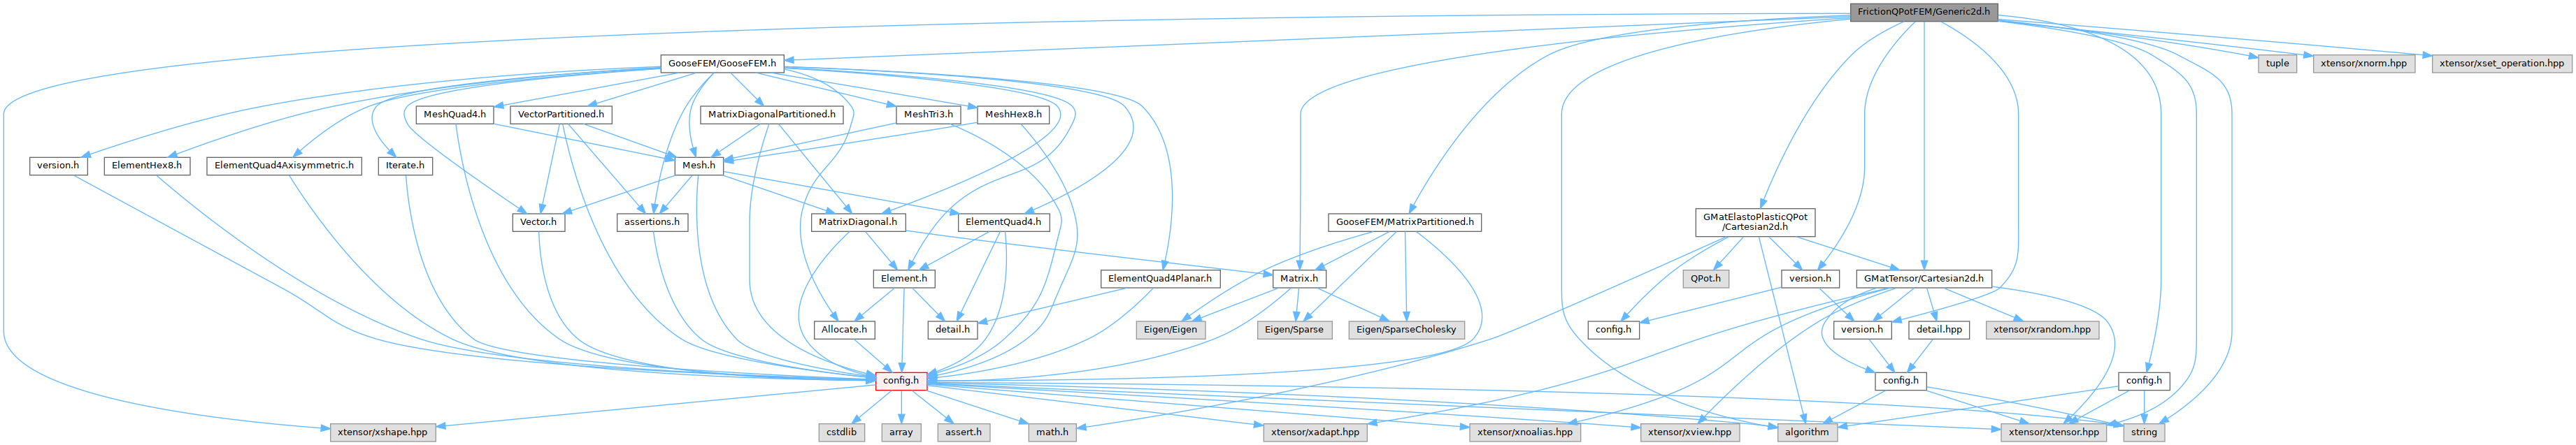 FrictionQPotFEM/Generic2d.h
GooseFEM/GooseFEM.h
tuple
xtensor/xnorm.hpp
xtensor/xset_operation.hpp
MeshQuad4.h
VectorPartitioned.h
MatrixDiagonalPartitioned.h
MeshTri3.h
MeshHex8.h
version.h
ElementHex8.h
ElementQuad4Axisymmetric.h
Iterate.h
Mesh.h
Vector.h
assertions.h
MatrixDiagonal.h
ElementQuad4.h
GooseFEM/MatrixPartitioned.h
GMatElastoPlasticQPot
/Cartesian2d.h
Element.h
ElementQuad4Planar.h
Matrix.h
QPot.h
version.h
GMatTensor/Cartesian2d.h
Allocate.h
detail.h
Eigen/Eigen
Eigen/Sparse
Eigen/SparseCholesky
config.h
version.h
detail.hpp
xtensor/xrandom.hpp
config.h
config.h
config.h
xtensor/xshape.hpp
cstdlib
array
assert.h
math.h
xtensor/xadapt.hpp
xtensor/xnoalias.hpp
xtensor/xview.hpp
algorithm
xtensor/xtensor.hpp
string